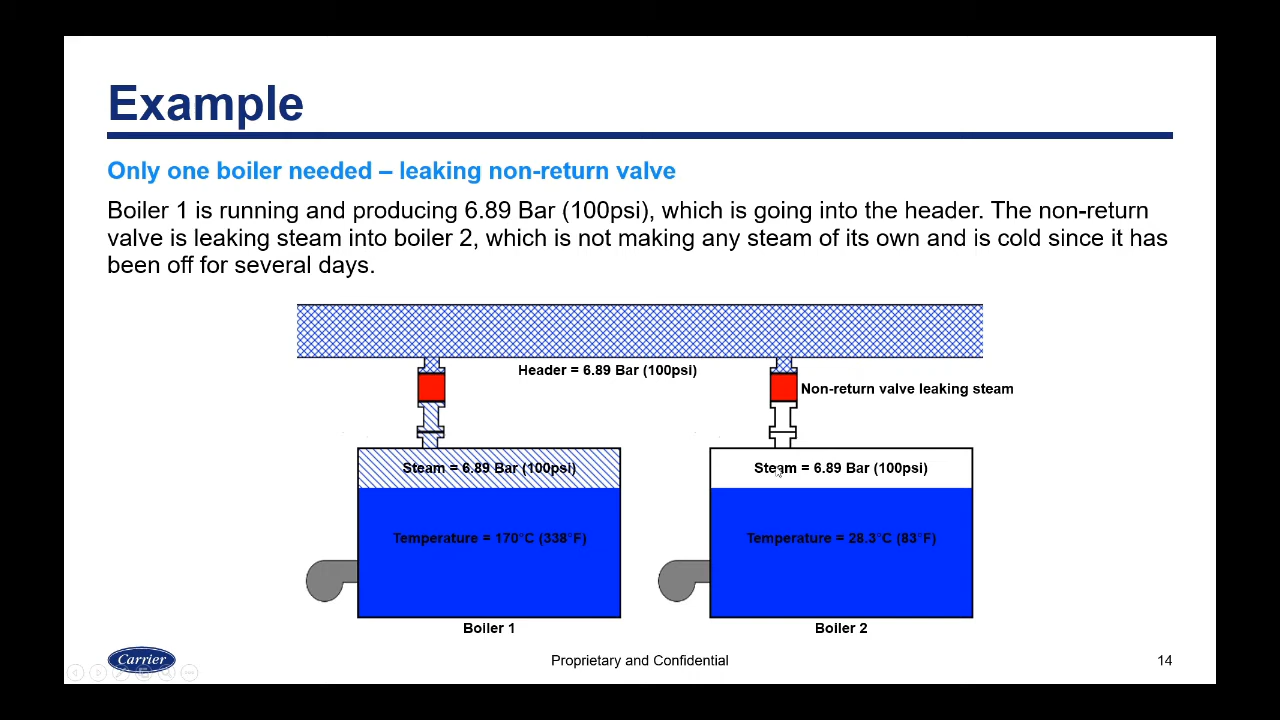 Example
Only one boiler needed – leaking non-return valve
Boiler 1 is running and producing 6.89 Bar (100psi), which is going into the header. The non-return
valve is leaking steam into boiler 2, which is not making any steam of its own and is cold since it has
been off for several days.
Header = 6.89 Bar (100psi)
Non-return valve leaking steam
Steam = 6.89 Bar (100psi)
Steam = 6.89 Bar (100psi)
Temperature = 170°C (338°F)
Temperature = 28.3°C (83°F)
Boiler 1
Boiler 2
Carrier
Proprietary and Confidential
14